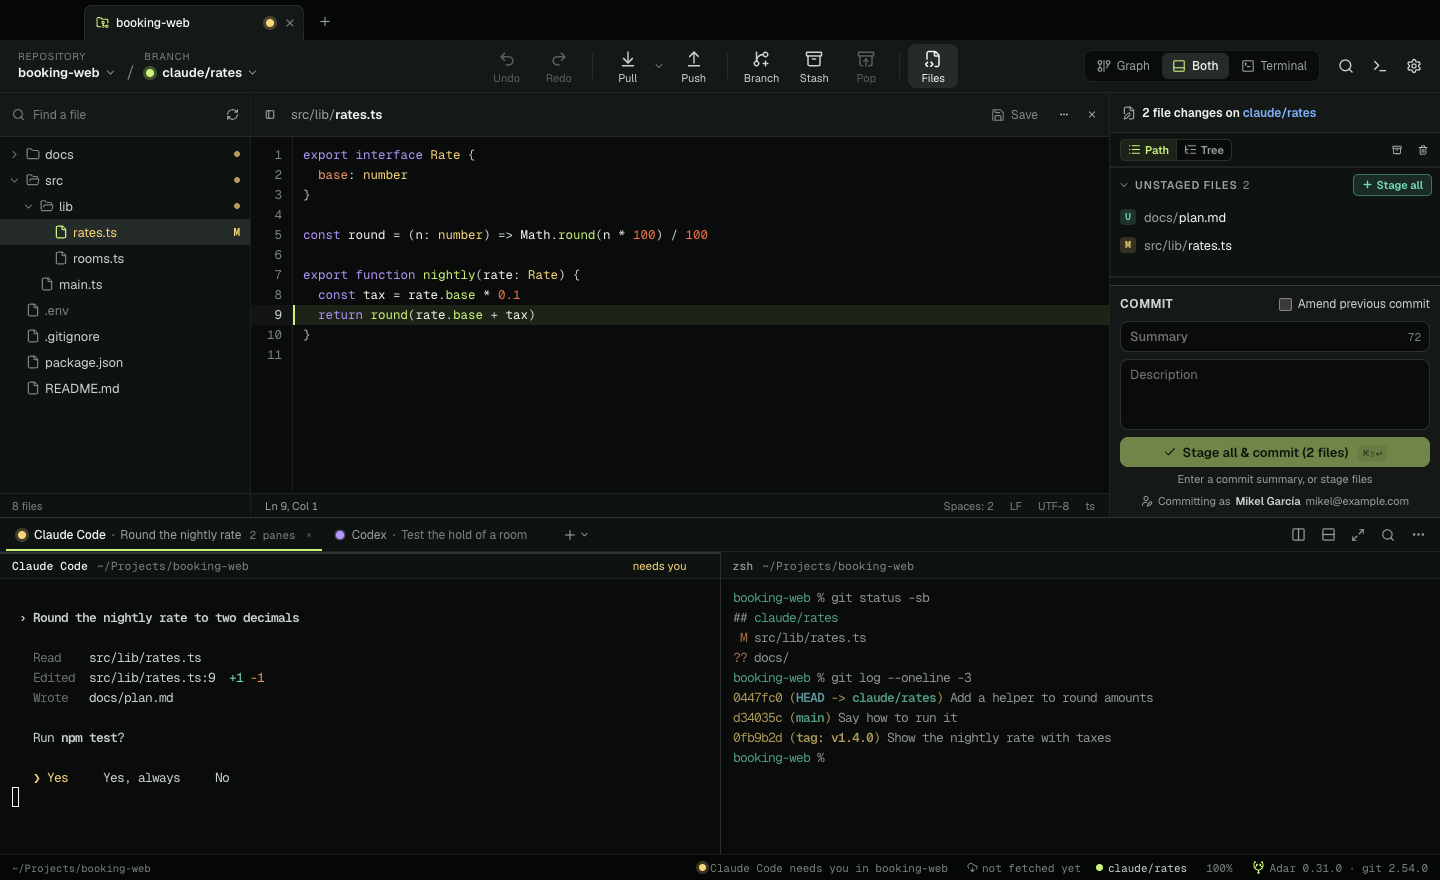 booking-web
REPOSITORY
booking-web
/
BRANCH
claude/rates
Undo
Redo
Pull
Push
Branch
Stash
Pop
Files
Graph
Both
Terminal
Find a file
docs
src
lib
rates.ts M
rooms.ts
main.ts
.env
.gitignore
package.json
README.md
8 files
src/lib/rates.ts
Save
1 export interface Rate {
2 base: number
3 }
4
5 const round = (n: number) => Math.round(n * 100) / 100
6
7 export function nightly(rate: Rate) {
8 const tax = rate.base * 0.1
9 return round(rate.base + tax)
10 }
11
Ln 9, Col 1
Spaces: 2 LF UTF-8 ts
2 file changes on claude/rates
Path Tree
UNSTAGED FILES 2
+ Stage all
U docs/plan.md
M src/lib/rates.ts
COMMIT
Amend previous commit
Summary 72
Description
Stage all & commit (2 files) ⌘⇧↵
Enter a commit summary, or stage files
Committing as Mikel García mikel@example.com
Claude Code · Round the nightly rate 2 panes ×
Codex · Test the hold of a room
Claude Code ~/Projects/booking-web needs you
› Round the nightly rate to two decimals
Read src/lib/rates.ts
Edited src/lib/rates.ts:9 +1 -1
Wrote docs/plan.md
Run npm test?
❯ Yes Yes, always No
zsh ~/Projects/booking-web
booking-web % git status -sb
## claude/rates
M src/lib/rates.ts
?? docs/
booking-web % git log --oneline -3
0447fc0 (HEAD -> claude/rates) Add a helper to round amounts
d34035c (main) Say how to run it
0fb9b2d (tag: v1.4.0) Show the nightly rate with taxes
booking-web %
~/Projects/booking-web
Claude Code needs you in booking-web
not fetched yet
claude/rates
100%
Adar 0.31.0 · git 2.54.0